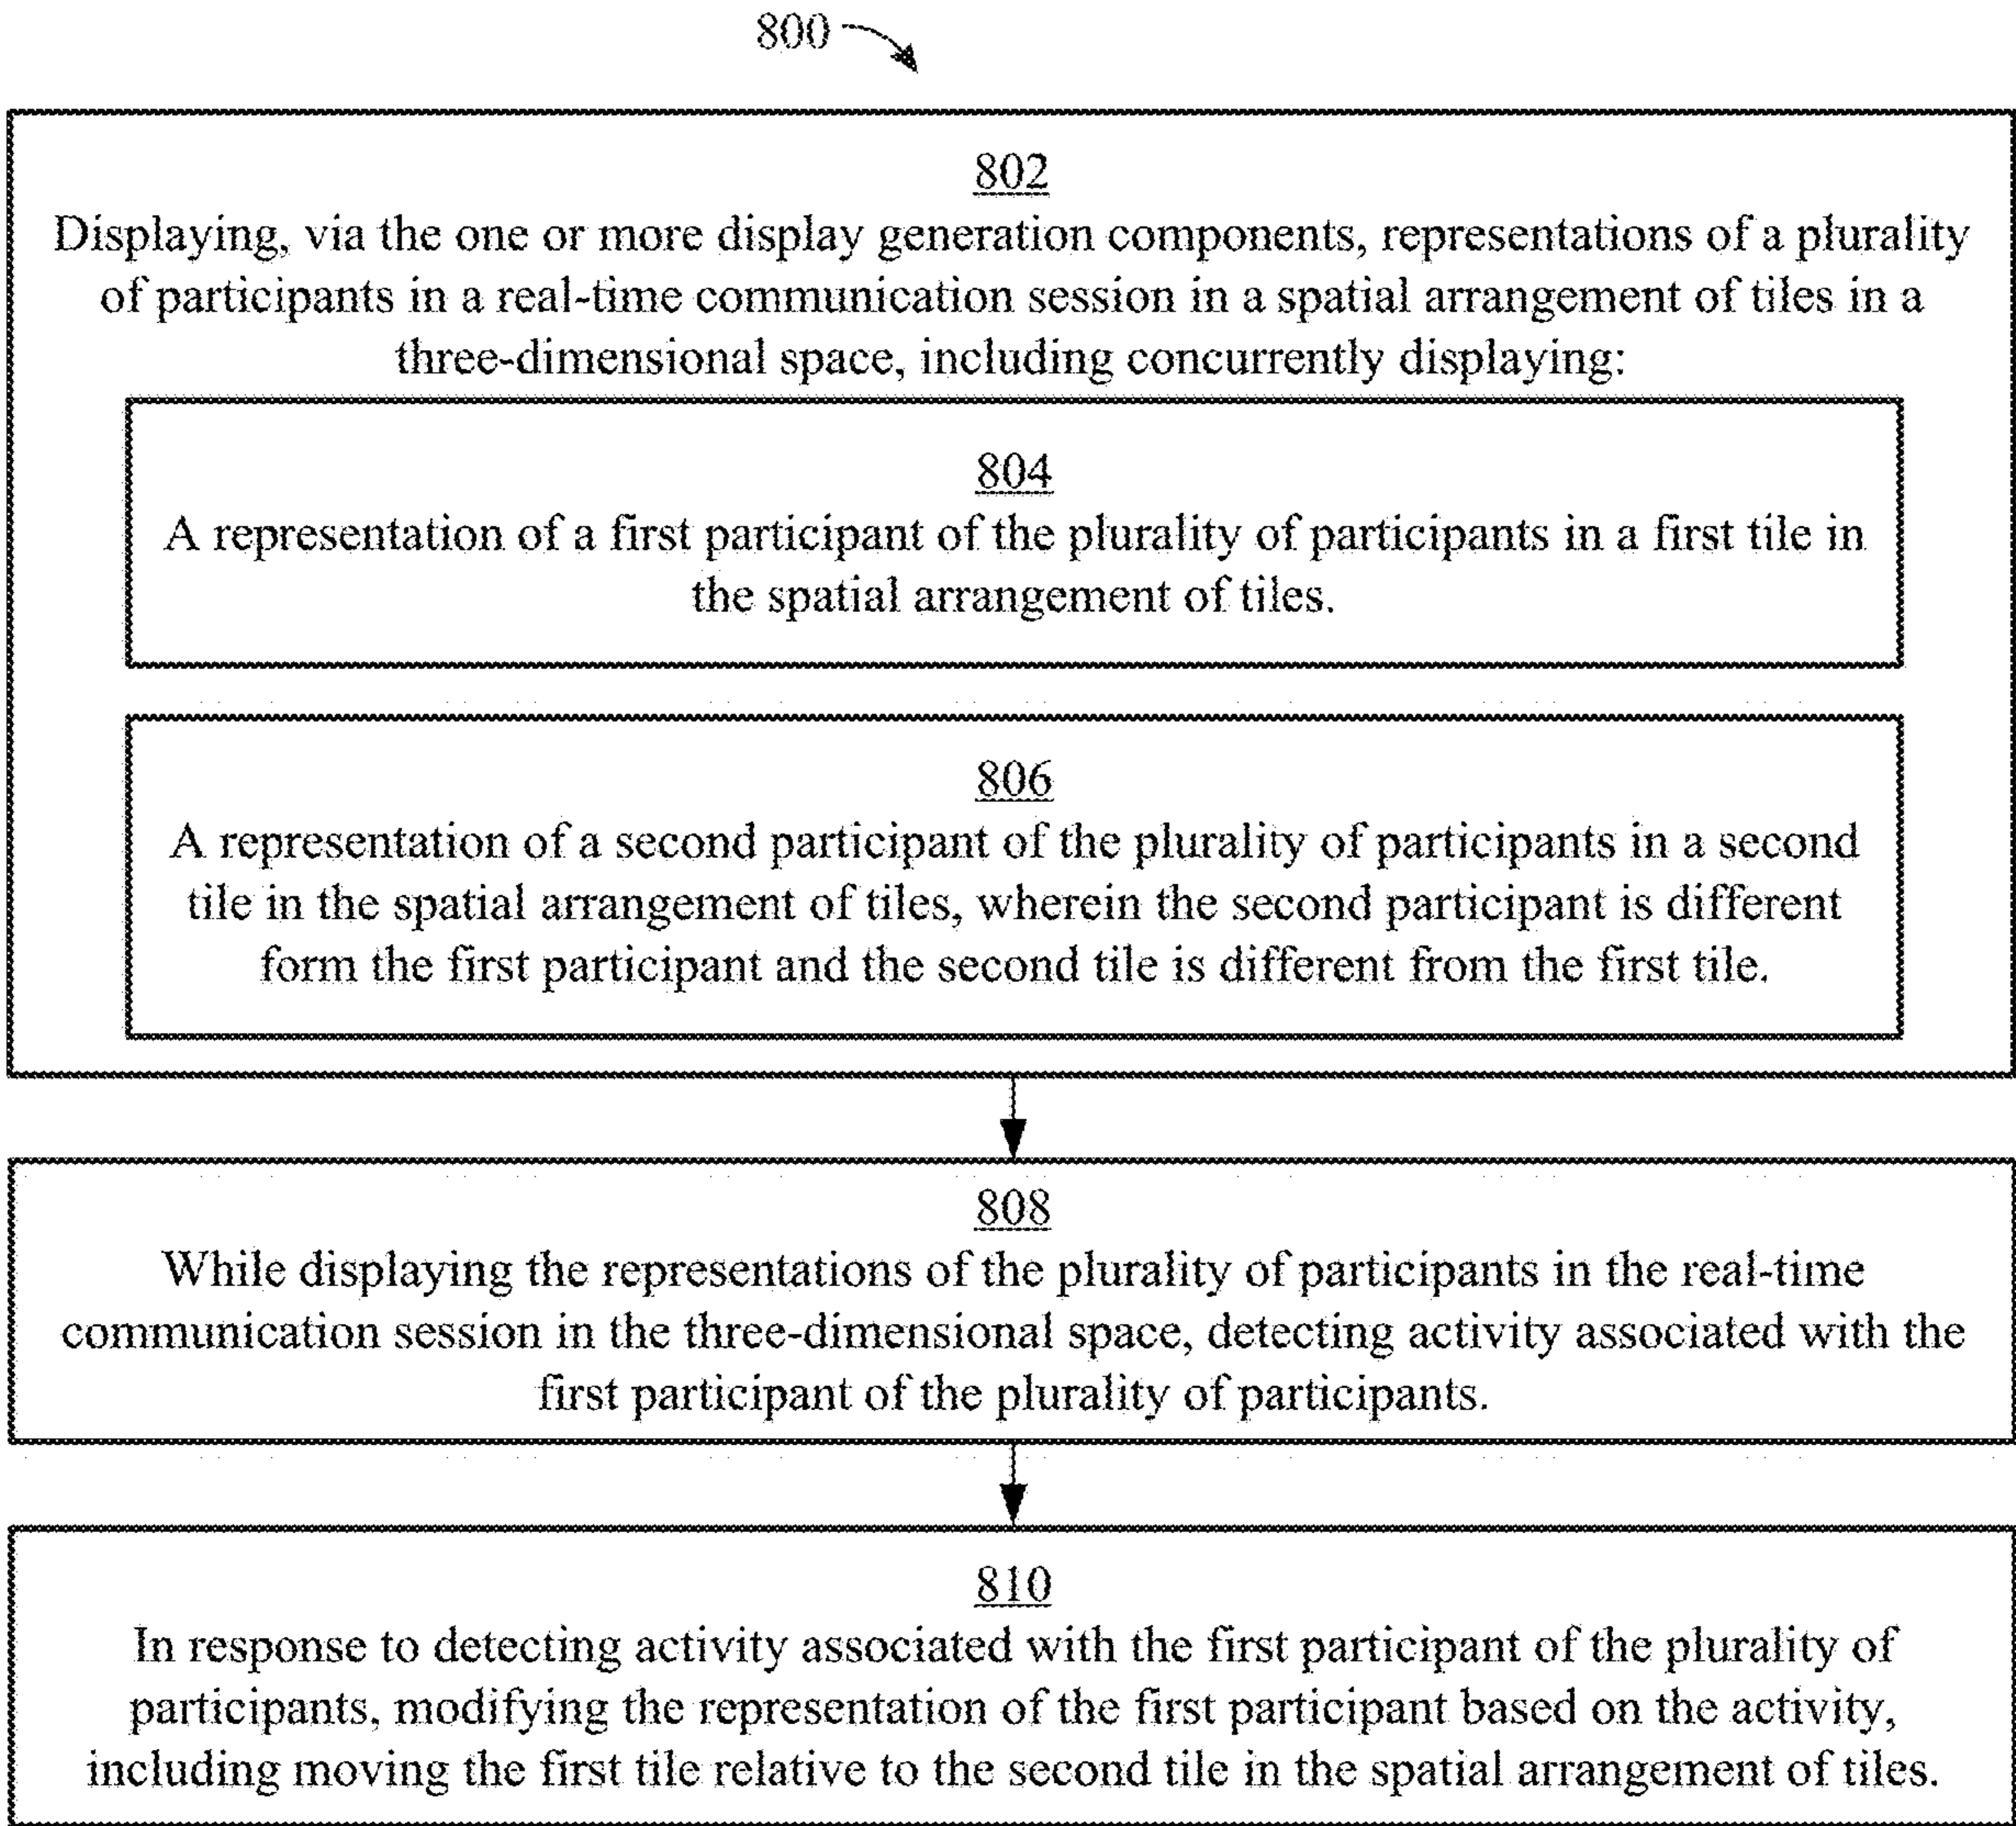 800
802
Displaying, via the one or more display generation components, representations of a plurality
of participants in a real-time communication session in a spatial arrangement of tiles in a
three-dimensional space, including concurrently displaying:
804
A representation of a first participant of the plurality of participants in a first tile in
the spatial arrangement of tiles.
806
A representation of a second participant of the plurality of participants in a second
tile in the spatial arrangement of tiles, wherein the second participant is different
form the first participant and the second tile is different from the first tile.
808
While displaying the representations of the plurality of participants in the real-time
communication session in the three-dimensional space, detecting activity associated with the
first participant of the plurality of participants.
810
In response to detecting activity associated with the first participant of the plurality of
participants, modifying the representation of the first participant based on the activity,
including moving the first tile relative to the second tile in the spatial arrangement of tiles.